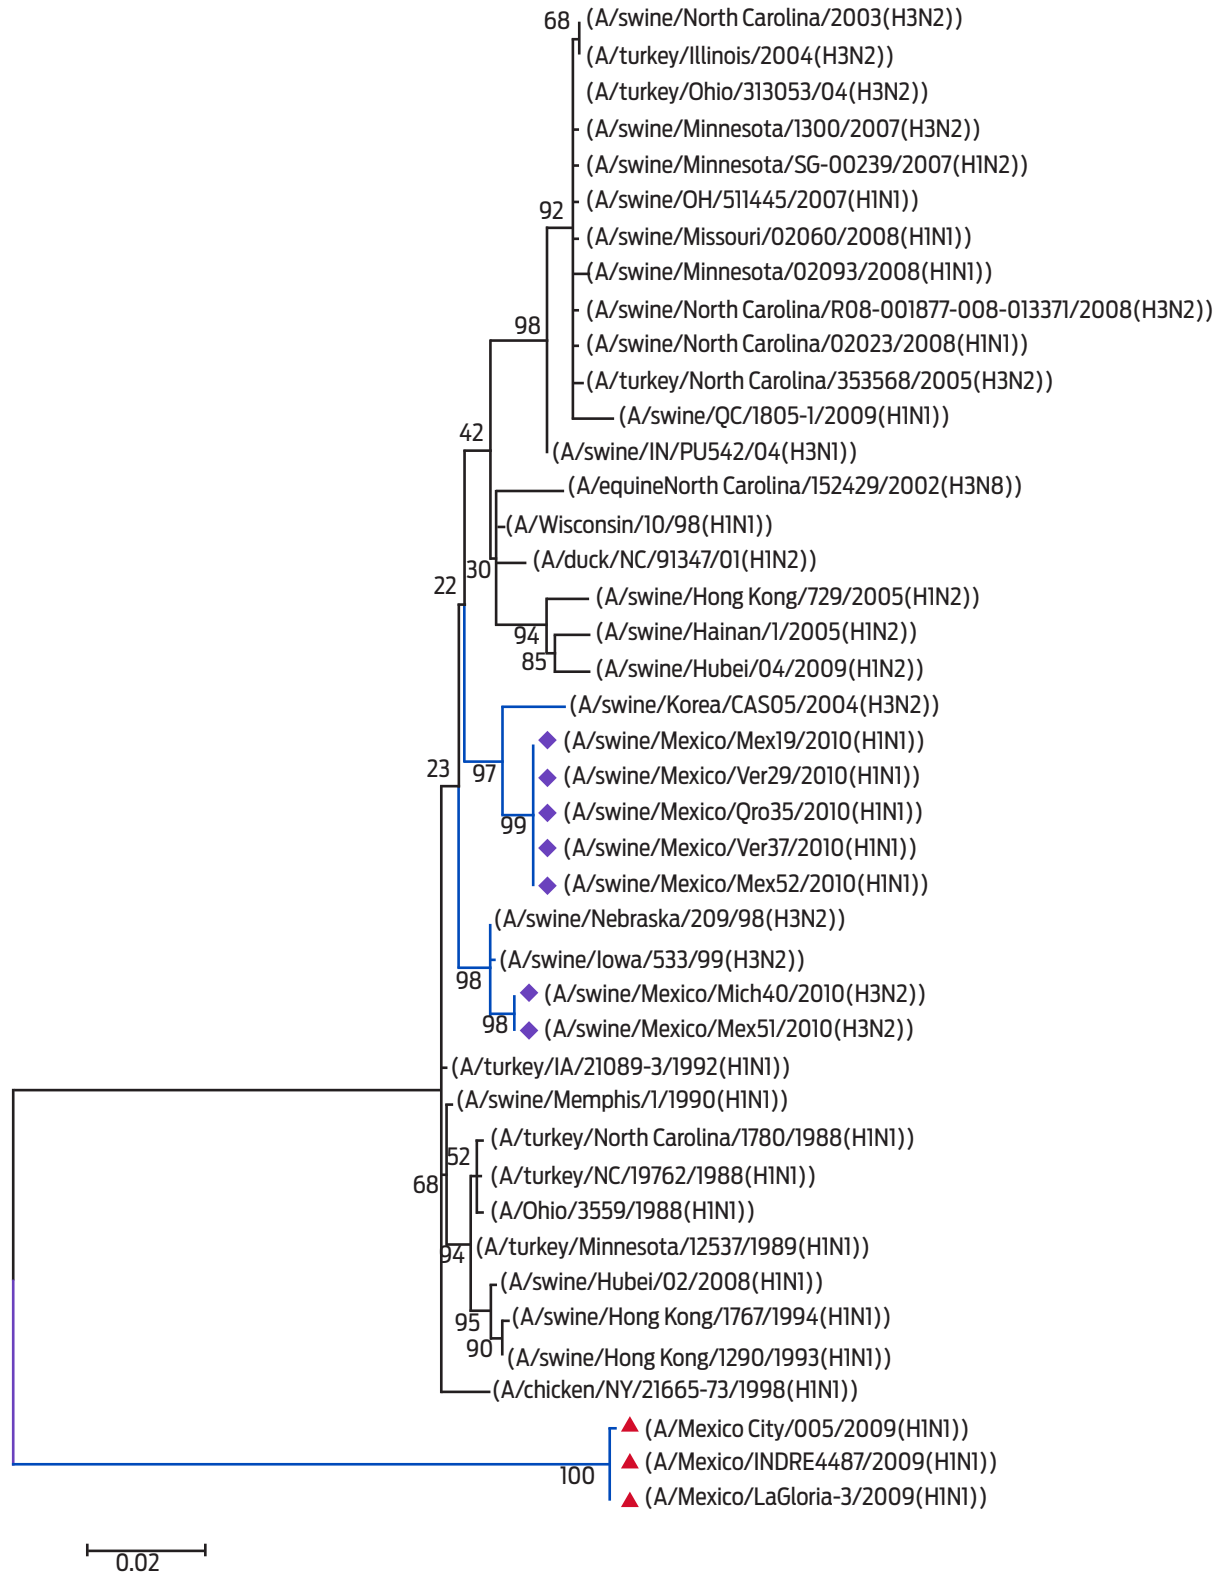 68
(A/swine/North Carolina/2003(H3N2))
(A/turkey/Illinois/2004(H3N2))
(A/turkey/Ohio/313053/04(H3N2))
(A/swine/Minnesota/1300/2007(H3N2))
(A/swine/Minnesota/SG-00239/2007(H1N2))
(A/swine/OH/511445/2007(H1N1))
92
(A/swine/Missouri/02060/2008(H1N1))
(A/swine/Minnesota/02093/2008(H1N1))
(A/swine/North Carolina/R08-001877-008-013371/2008(H3N2))
98
(A/swine/North Carolina/02023/2008(H1N1))
(A/turkey/North Carolina/353568/2005(H3N2))
(A/swine/QC/1805-1/2009(H1N1))
42
(A/swine/IN/PU542/04(H3N1))
(A/equineNorth Carolina/152429/2002(H3N8))
(A/Wisconsin/10/98(H1N1))
(A/duck/NC/91347/01(H1N2))
30
22
(A/swine/Hong Kong/729/2005(H1N2))
94
(A/swine/Hainan/1/2005(H1N2))
85
(A/swine/Hubei/04/2009(H1N2))
(A/swine/Korea/CAS05/2004(H3N2))
(A/swine/Mexico/Mex19/2010(H1N1))
23
97
(A/swine/Mexico/Ver29/2010(H1N1))
(A/swine/Mexico/Qro35/2010(H1N1))
99
(A/swine/Mexico/Ver37/2010(H1N1))
(A/swine/Mexico/Mex52/2010(H1N1))
(A/swine/Nebraska/209/98(H3N2))
(A/swine/Iowa/533/99(H3N2))
98
(A/swine/Mexico/Mich40/2010(H3N2))
98
(A/swine/Mexico/Mex51/2010(H3N2))
(A/turkey/IA/21089-3/1992(H1N1))
(A/swine/Memphis/1/1990(H1N1))
(A/turkey/North Carolina/1780/1988(H1N1))
52
(A/turkey/NC/19762/1988(H1N1))
68
(A/Ohio/3559/1988(H1N1))
(A/turkey/Minnesota/12537/1989(H1N1))
94
(A/swine/Hubei/02/2008(H1N1))
95
(A/swine/Hong Kong/1767/1994(H1N1))
90
(A/swine/Hong Kong/1290/1993(H1N1))
(A/chicken/NY/21665-73/1998(H1N1))
(A/Mexico City/005/2009(H1N1))
(A/Mexico/INDRE4487/2009(H1N1))
100
(A/Mexico/LaGloria-3/2009(H1N1))
0.02